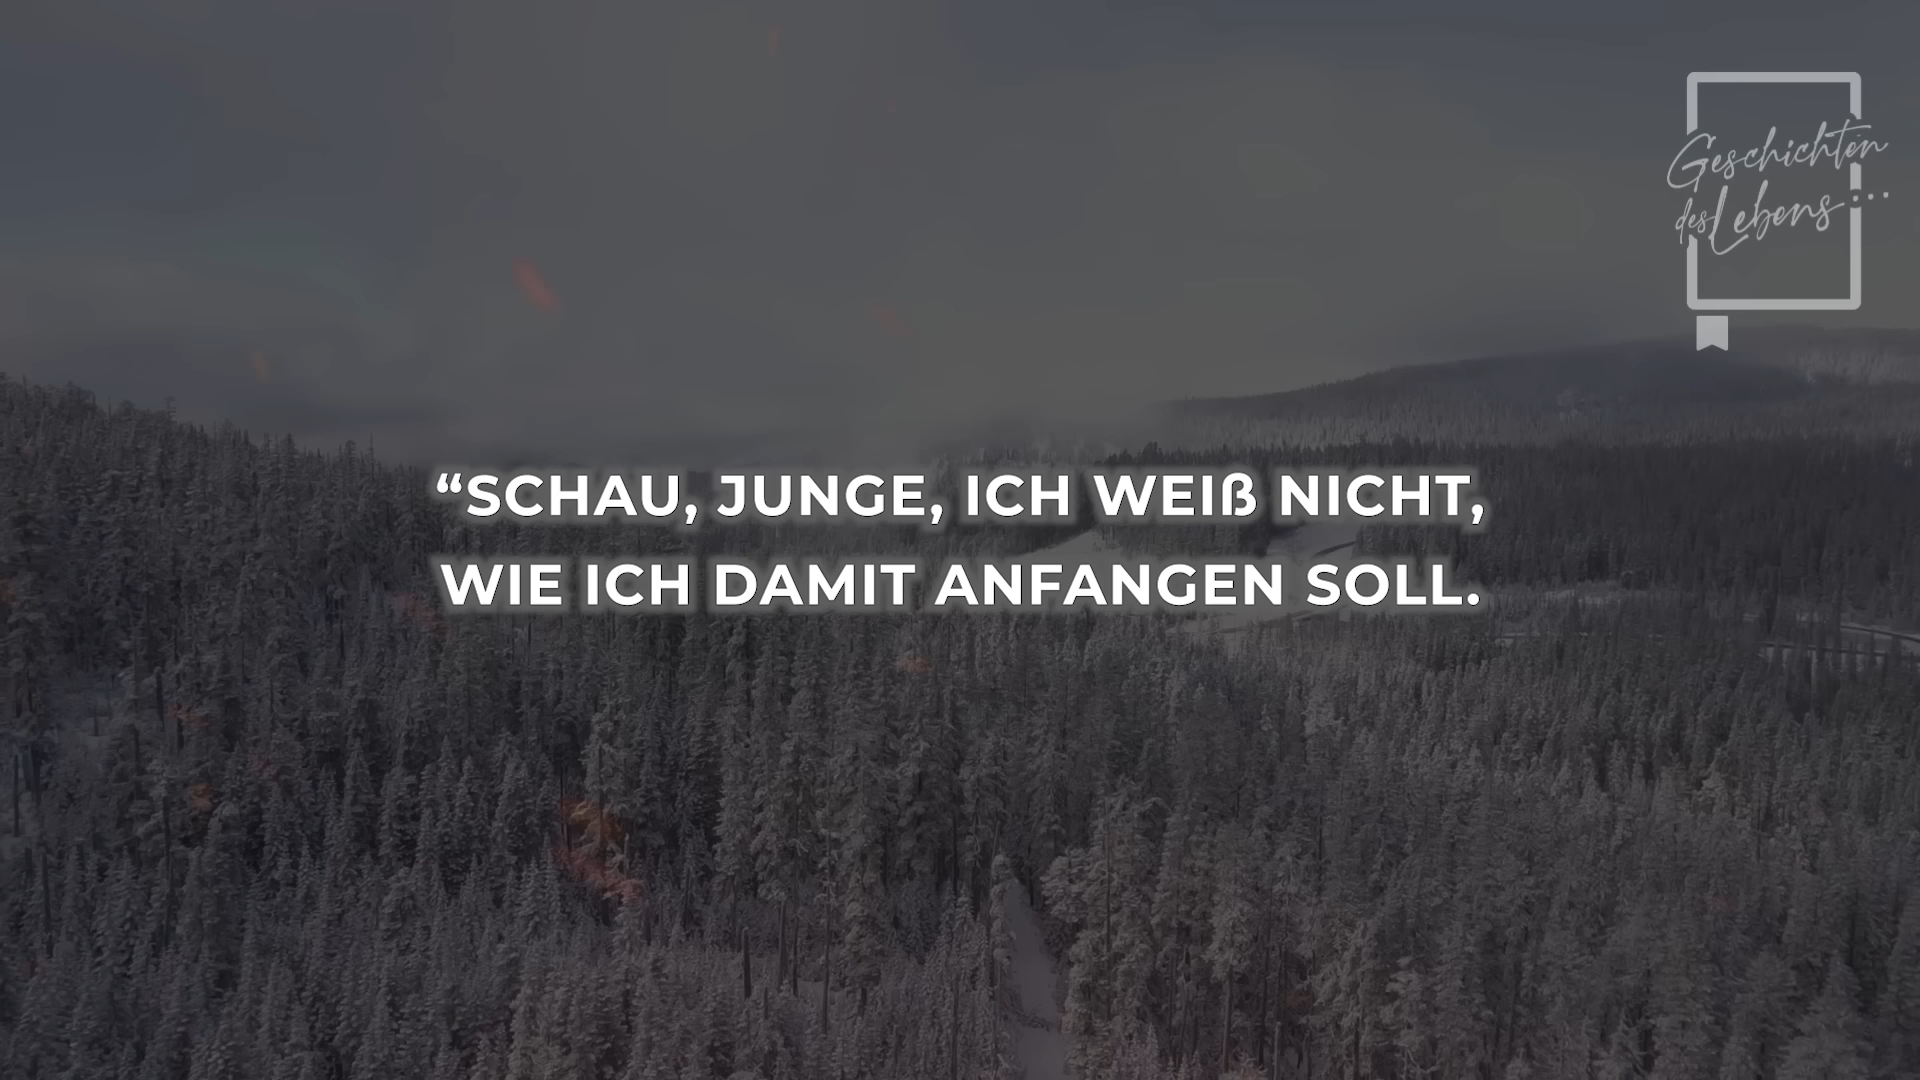 Geschichten
des Lebens...
“SCHAU, JUNGE, ICH WEIß NICHT,
WIE ICH DAMIT ANFANGEN SOLL.